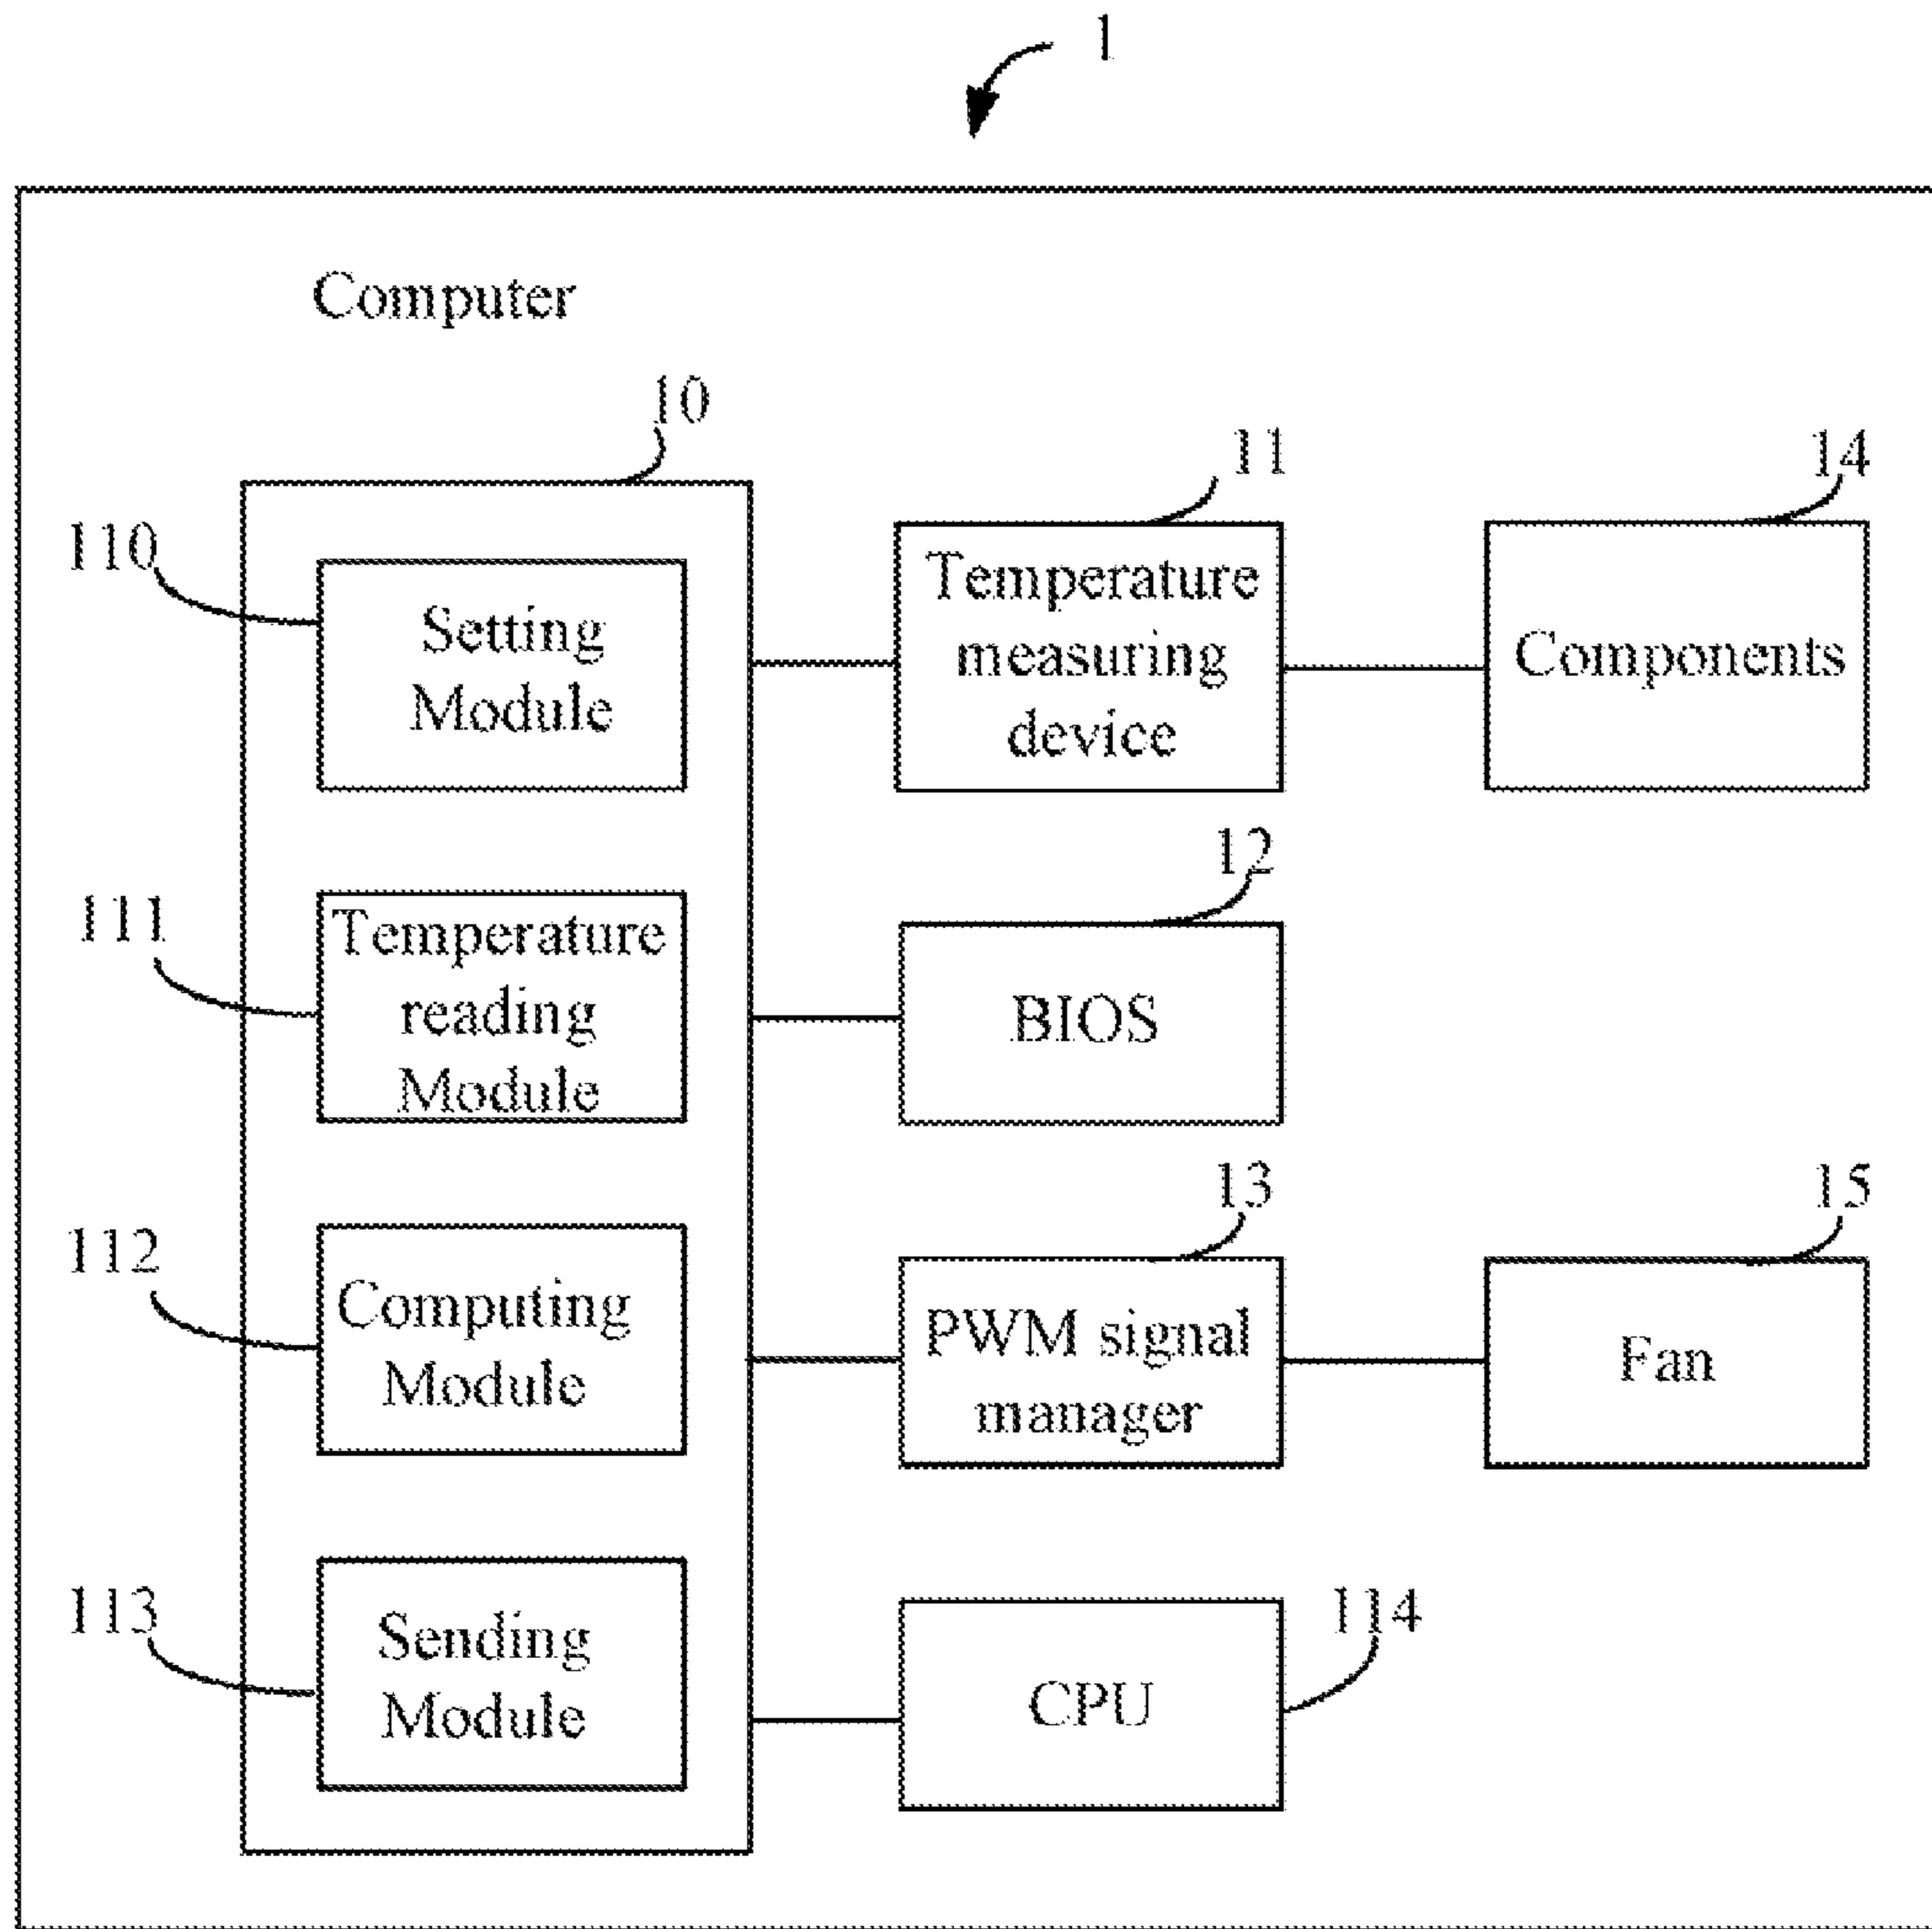 1
Computer
10
11
14
110
Setting
Module
Temperature
measuring
device
Components
12
111
Temperature
reading
Module
BIOS
13
15
112
Computing
Module
PWM signal
manager
Fan
113
Sending
Module
CPU
114